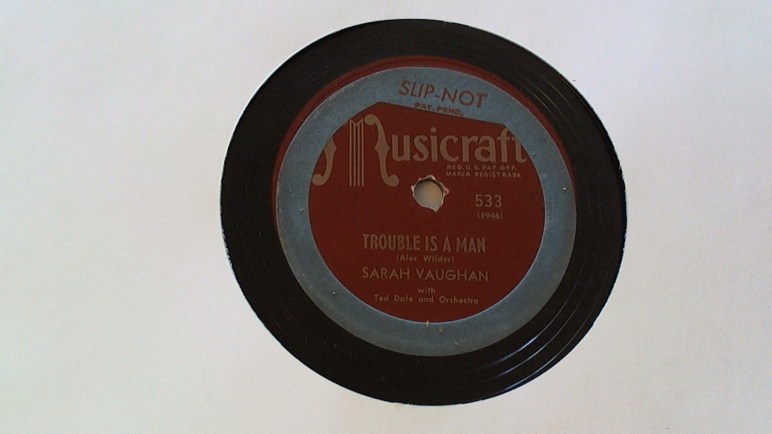 SLIP-NOT
PAT. PEND.
Musicraft
REG. U.S. PAT. OFF.
MARCA REGISTRADA
533
(5946)
TROUBLE IS A MAN
(Alec Wilder)
SARAH VAUGHAN
with
Ted Dale and Orchestra